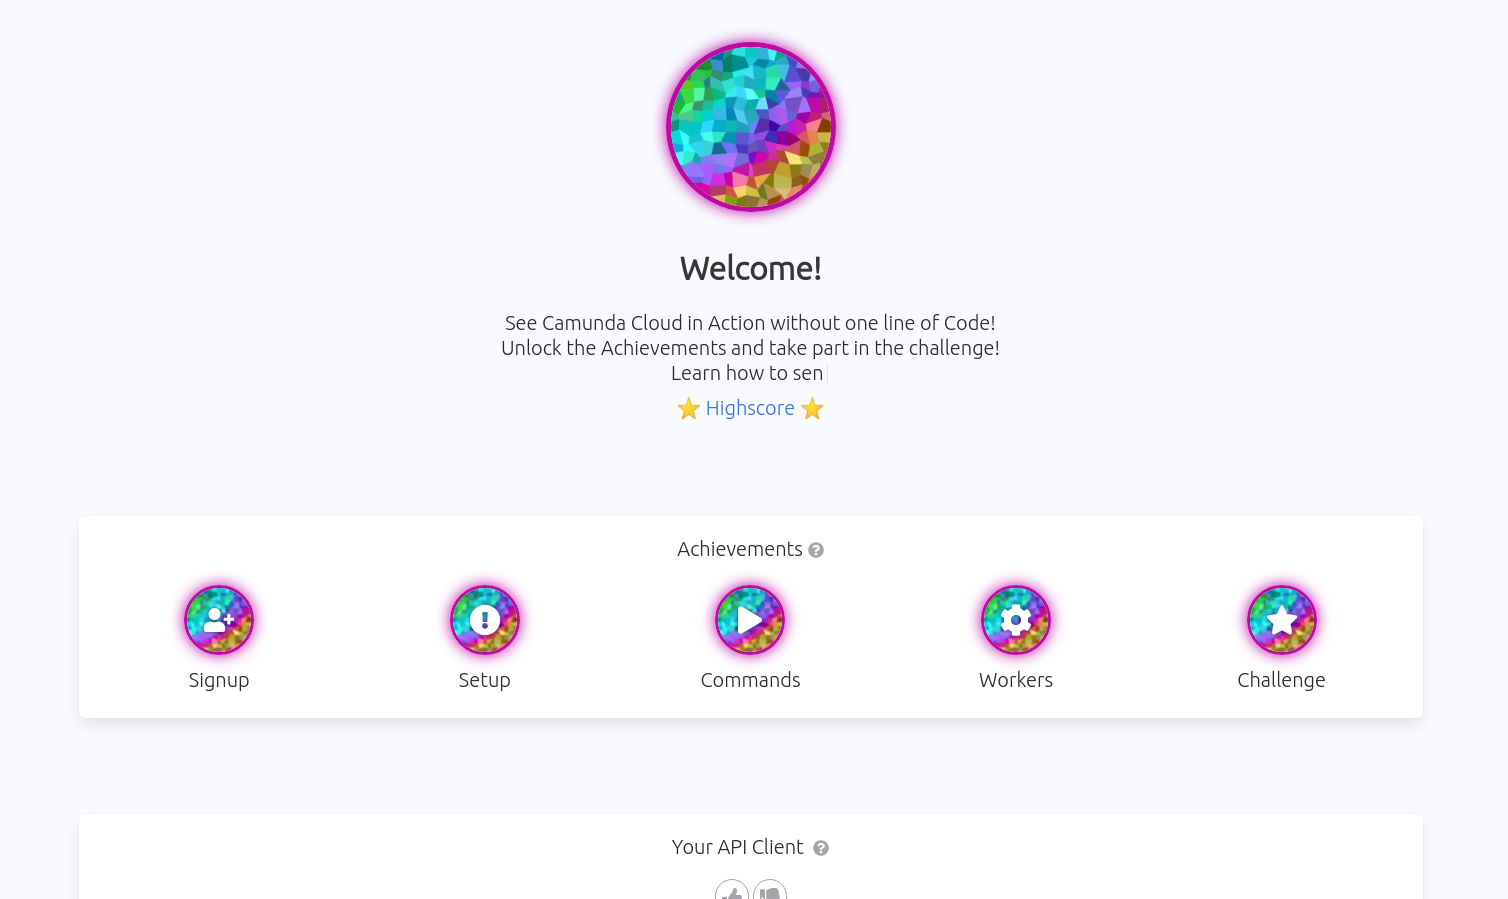 Welcome!
See Camunda Cloud in Action without one line of Code!
Unlock the Achievements and take part in the challenge!
Learn how to sen
⭐ Highscore ⭐
Achievements
Signup
Setup
Commands
Workers
Challenge
Your API Client